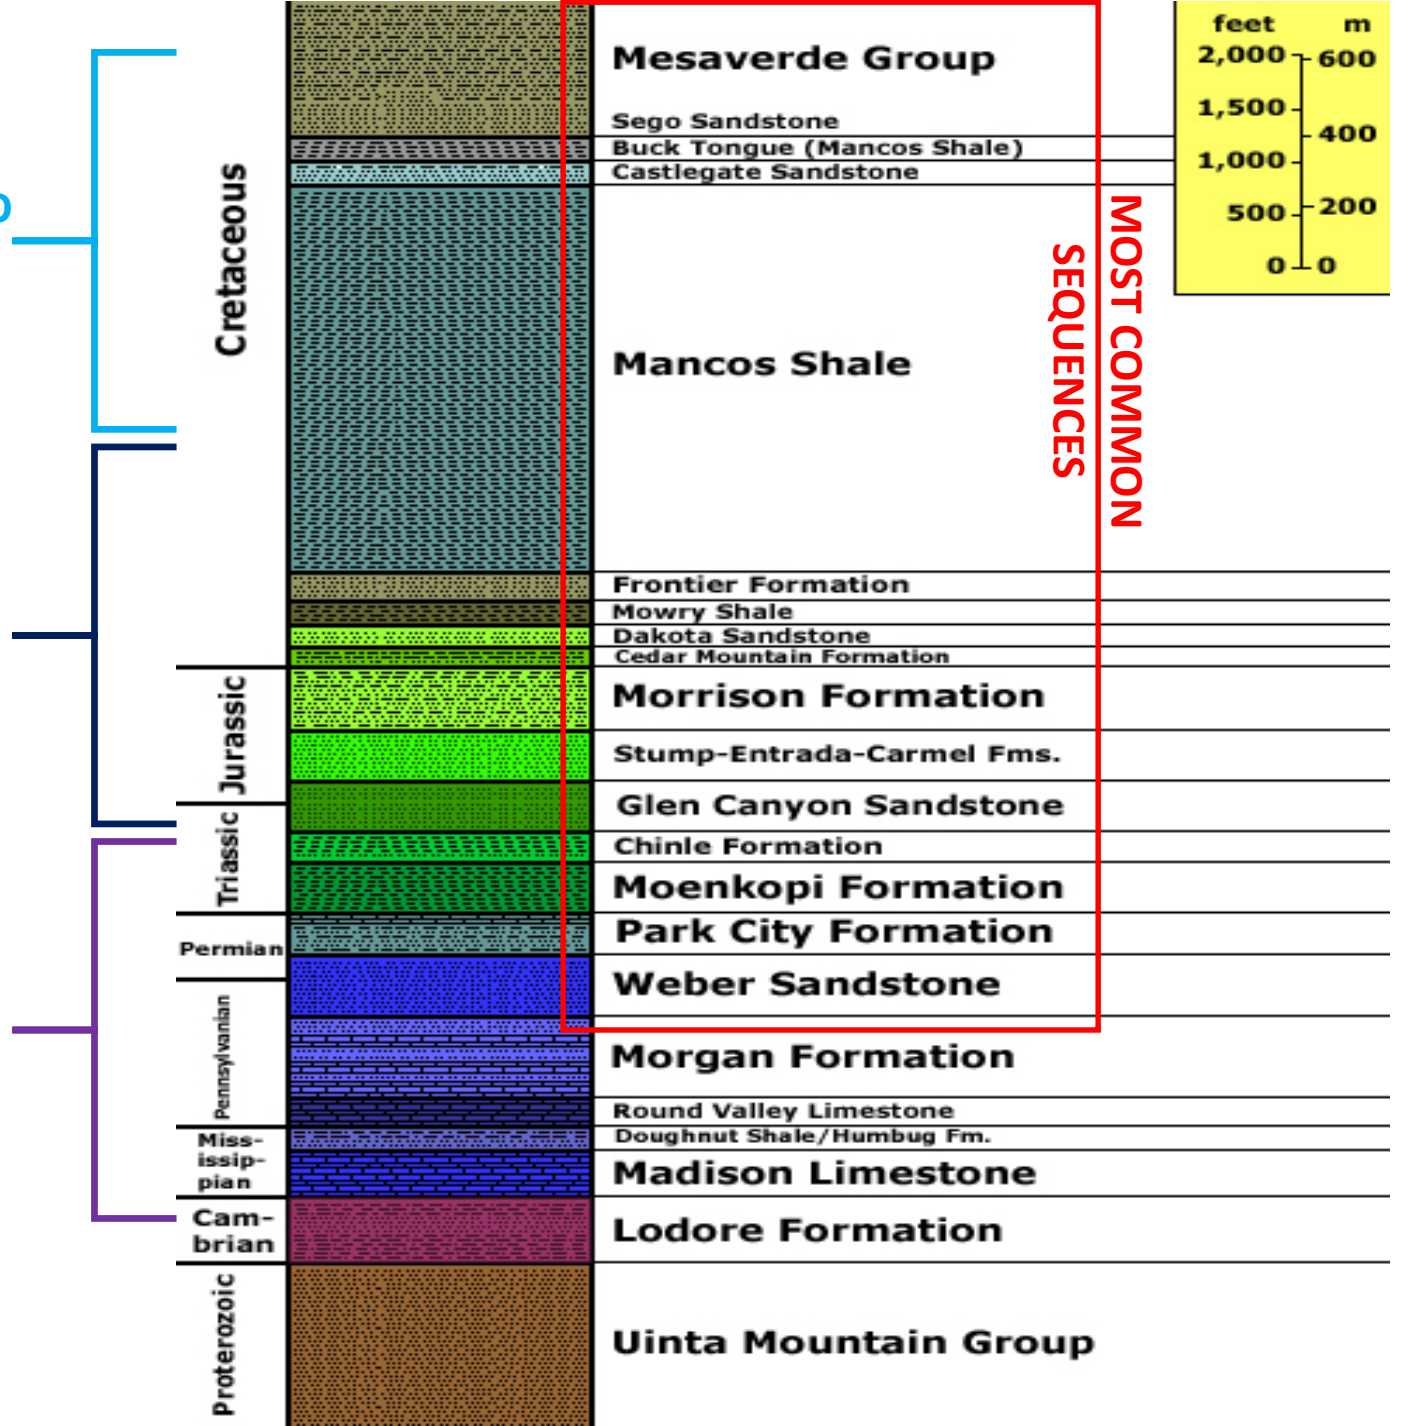 Mesaverde Group
Sego Sandstone
Buck Tongue (Mancos Shale)
Castlegate Sandstone
Mancos Shale
Frontier Formation
Mowry Shale
Dakota Sandstone
Cedar Mountain Formation
Morrison Formation
Stump-Entrada-Carmel Fms.
Glen Canyon Sandstone
Chinle Formation
Moenkopi Formation
Park City Formation
Weber Sandstone
Morgan Formation
Round Valley Limestone
Doughnut Shale/Humbug Fm.
Madison Limestone
Lodore Formation
Uinta Mountain Group
Cretaceous
Jurassic
Triassic
Permian
Pennsylvanian
Miss-
issip-
pian
Cam-
brian
Proterozoic
MOST COMMON
SEQUENCES
feet m
2,000 600
1,500
400
1,000
500 200
0 0